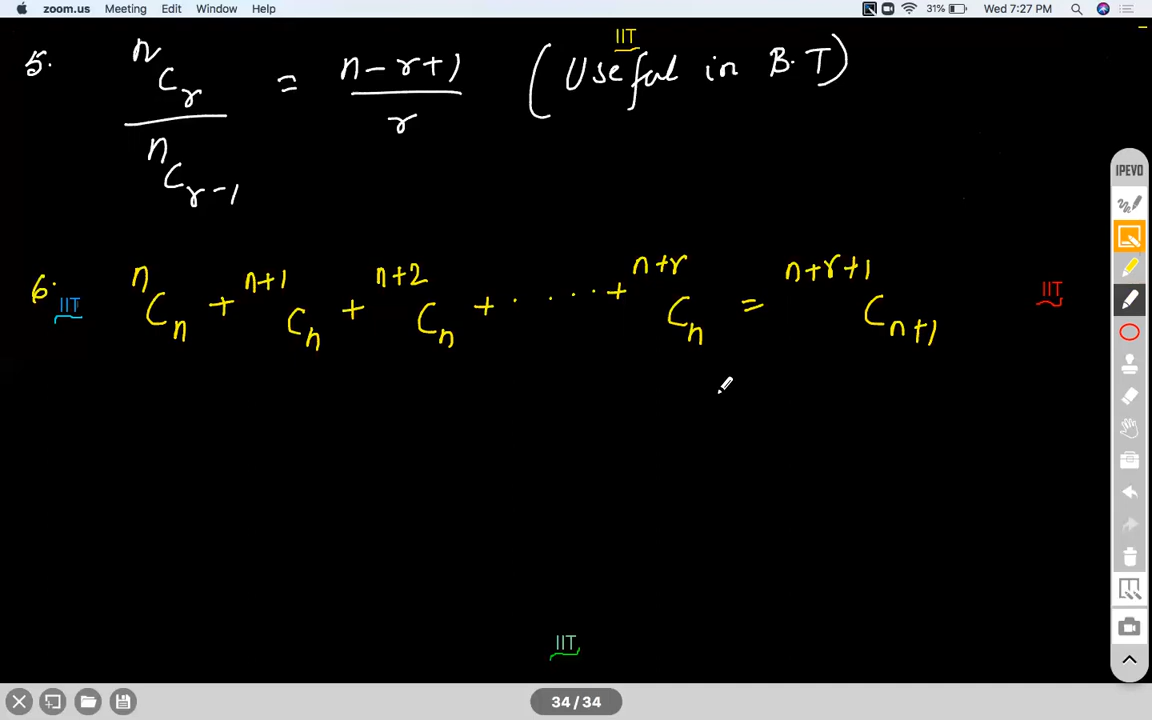 zoom.us Meeting Edit Window Help 31% Wed 7:27 PM
IIT
5. ⁿCᵣ / ⁿCᵣ₋₁ = (n-r+1) / r (Useful in B.T)
IPEVO
6. ⁿCₙ + ⁿ⁺¹Cₙ + ⁿ⁺²Cₙ + . ... + ⁿ⁺ʳCₙ = ⁿ⁺ʳ⁺¹Cₙ₊₁ IIT
IIT
IIT
34 / 34